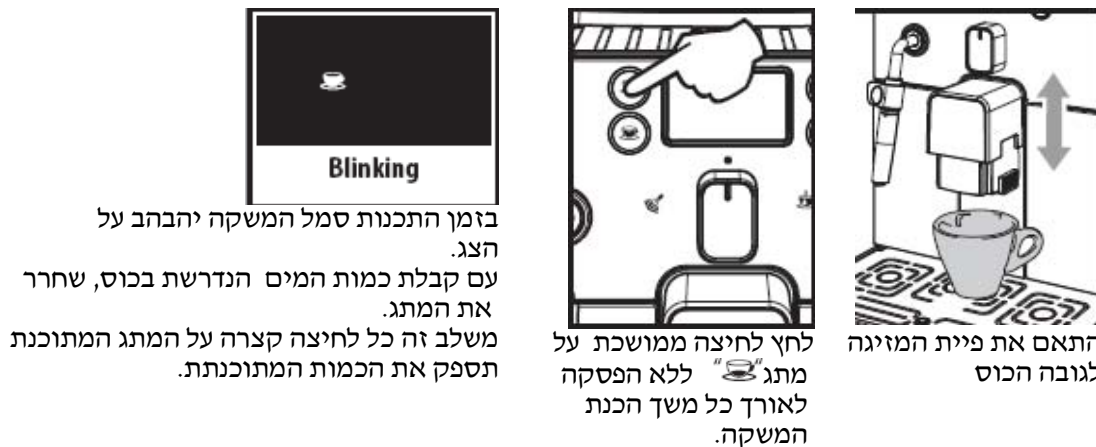 התאם את פיית המזיגה
לגובה הכוס
לחץ לחיצה ממושכת על
מתג "☕" ללא הפסקה
לאורך כל משך הכנת
המשקה.
Blinking
בזמן התכנות סמל המשקה יהבהב על
הצג.
עם קבלת כמות המים הנדרשת בכוס, שחרר
את המתג.
משלב זה כל לחיצה קצרה על המתג המתוכנת
תספק את הכמות המתוכנתת.